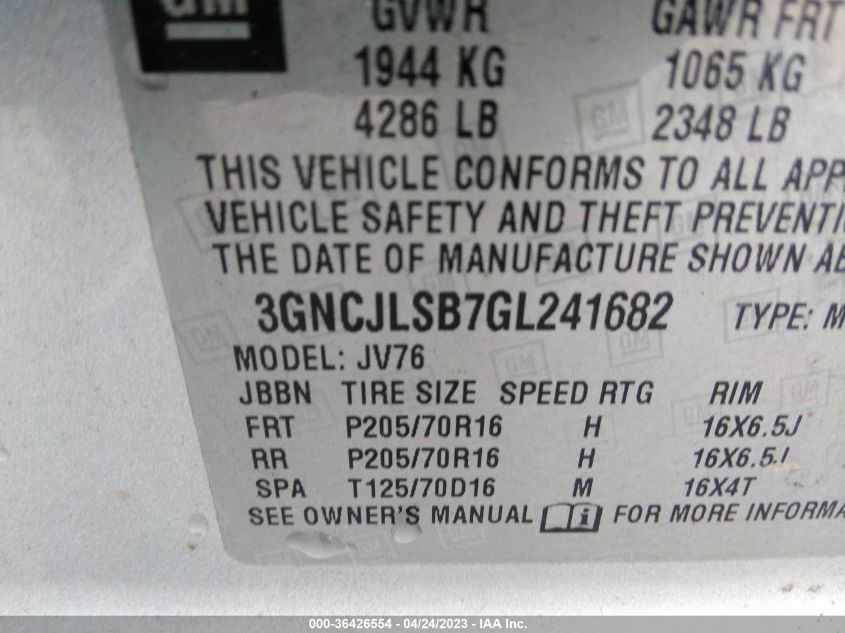 GM
GVWR GAWR FRT
1944 KG 1065 KG
4286 LB 2348 LB
THIS VEHICLE CONFORMS TO ALL APP
VEHICLE SAFETY AND THEFT PREVENTI
THE DATE OF MANUFACTURE SHOWN AB
3GNCJLSB7GL241682 TYPE: M
MODEL: JV76
JBBN TIRE SIZE SPEED RTG RIM
FRT P205/70R16 H 16X6.5J
RR P205/70R16 H 16X6.5J
SPA T125/70D16 M 16X4T
SEE OWNER'S MANUAL i FOR MORE INFORMA
000-36426554 / 04/24/2023 - IAA Inc.